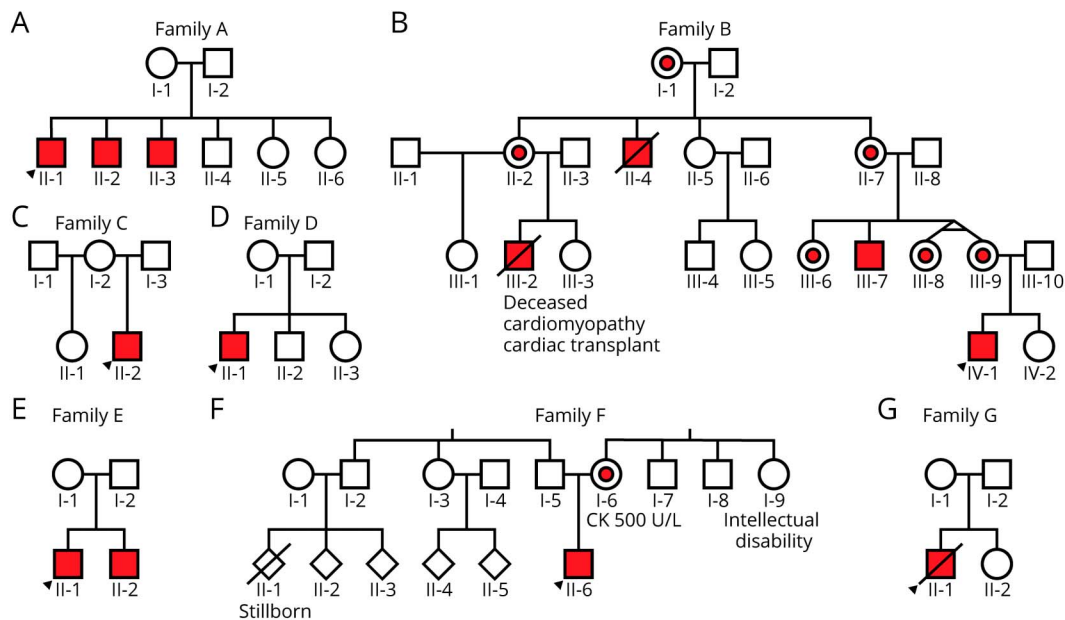 A
Family A
I-1
I-2
II-1
II-2
II-3
II-4
II-5
II-6
B
Family B
I-1
I-2
II-1
II-2
II-3
II-4
II-5
II-6
II-7
II-8
III-1
III-2
III-3
III-4
III-5
III-6
III-7
III-8
III-9
III-10
Deceased
cardiomyopathy
cardiac transplant
IV-1
IV-2
C
Family C
I-1
I-2
I-3
II-1
II-2
D
Family D
I-1
I-2
II-1
II-2
II-3
E
Family E
I-1
I-2
II-1
II-2
F
Family F
I-1
I-2
I-3
I-4
I-5
I-6
I-7
I-8
I-9
CK 500 U/L
Intellectual
disability
II-1
II-2
II-3
II-4
II-5
II-6
Stillborn
G
Family G
I-1
I-2
II-1
II-2